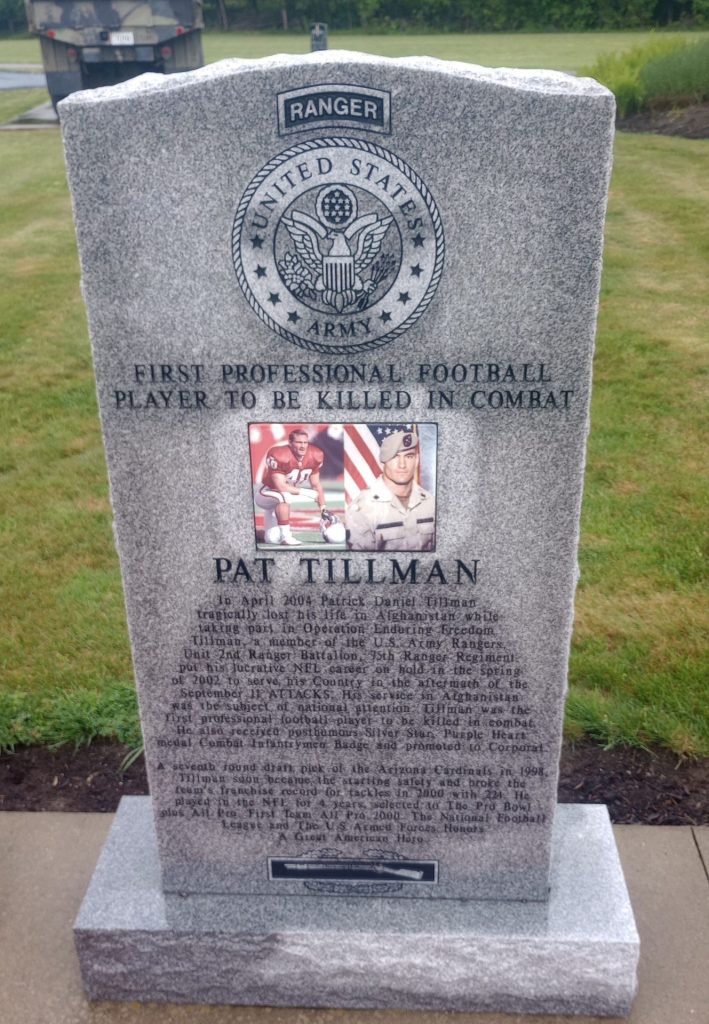 RANGER
UNITED STATES
ARMY
FIRST PROFESSIONAL FOOTBALL
PLAYER TO BE KILLED IN COMBAT
40
PAT TILLMAN
In April 2004 Patrick Daniel Tillman
tragically lost his life in Afghanistan while
taking part in Operation Enduring Freedom
Tillman, a member of the U.S. Army Rangers
Unit 2nd Ranger Battalion, 75th Ranger Regiment
put his lucrative NFL career on hold in the spring
of 2002 to serve his Country in the aftermath of the
September 11 ATTACKS. His service in Afghanistan
was the subject of national attention. Tillman was the
first professional football player to be killed in combat.
He also received posthumous Silver Star, Purple Heart
medal Combat Infantrymen Badge and promoted to Corporal
A seventh round draft pick of the Arizona Cardinals in 1998,
Tillman soon became the starting safety and broke the
team's franchise record for tackles in 2000 with 224. He
played in the NFL for 4 years, selected to The Pro Bowl
plus All Pro, First Team All Pro 2000. The National Football
League and The U.S Armed Forces Honors
A Great American Hero